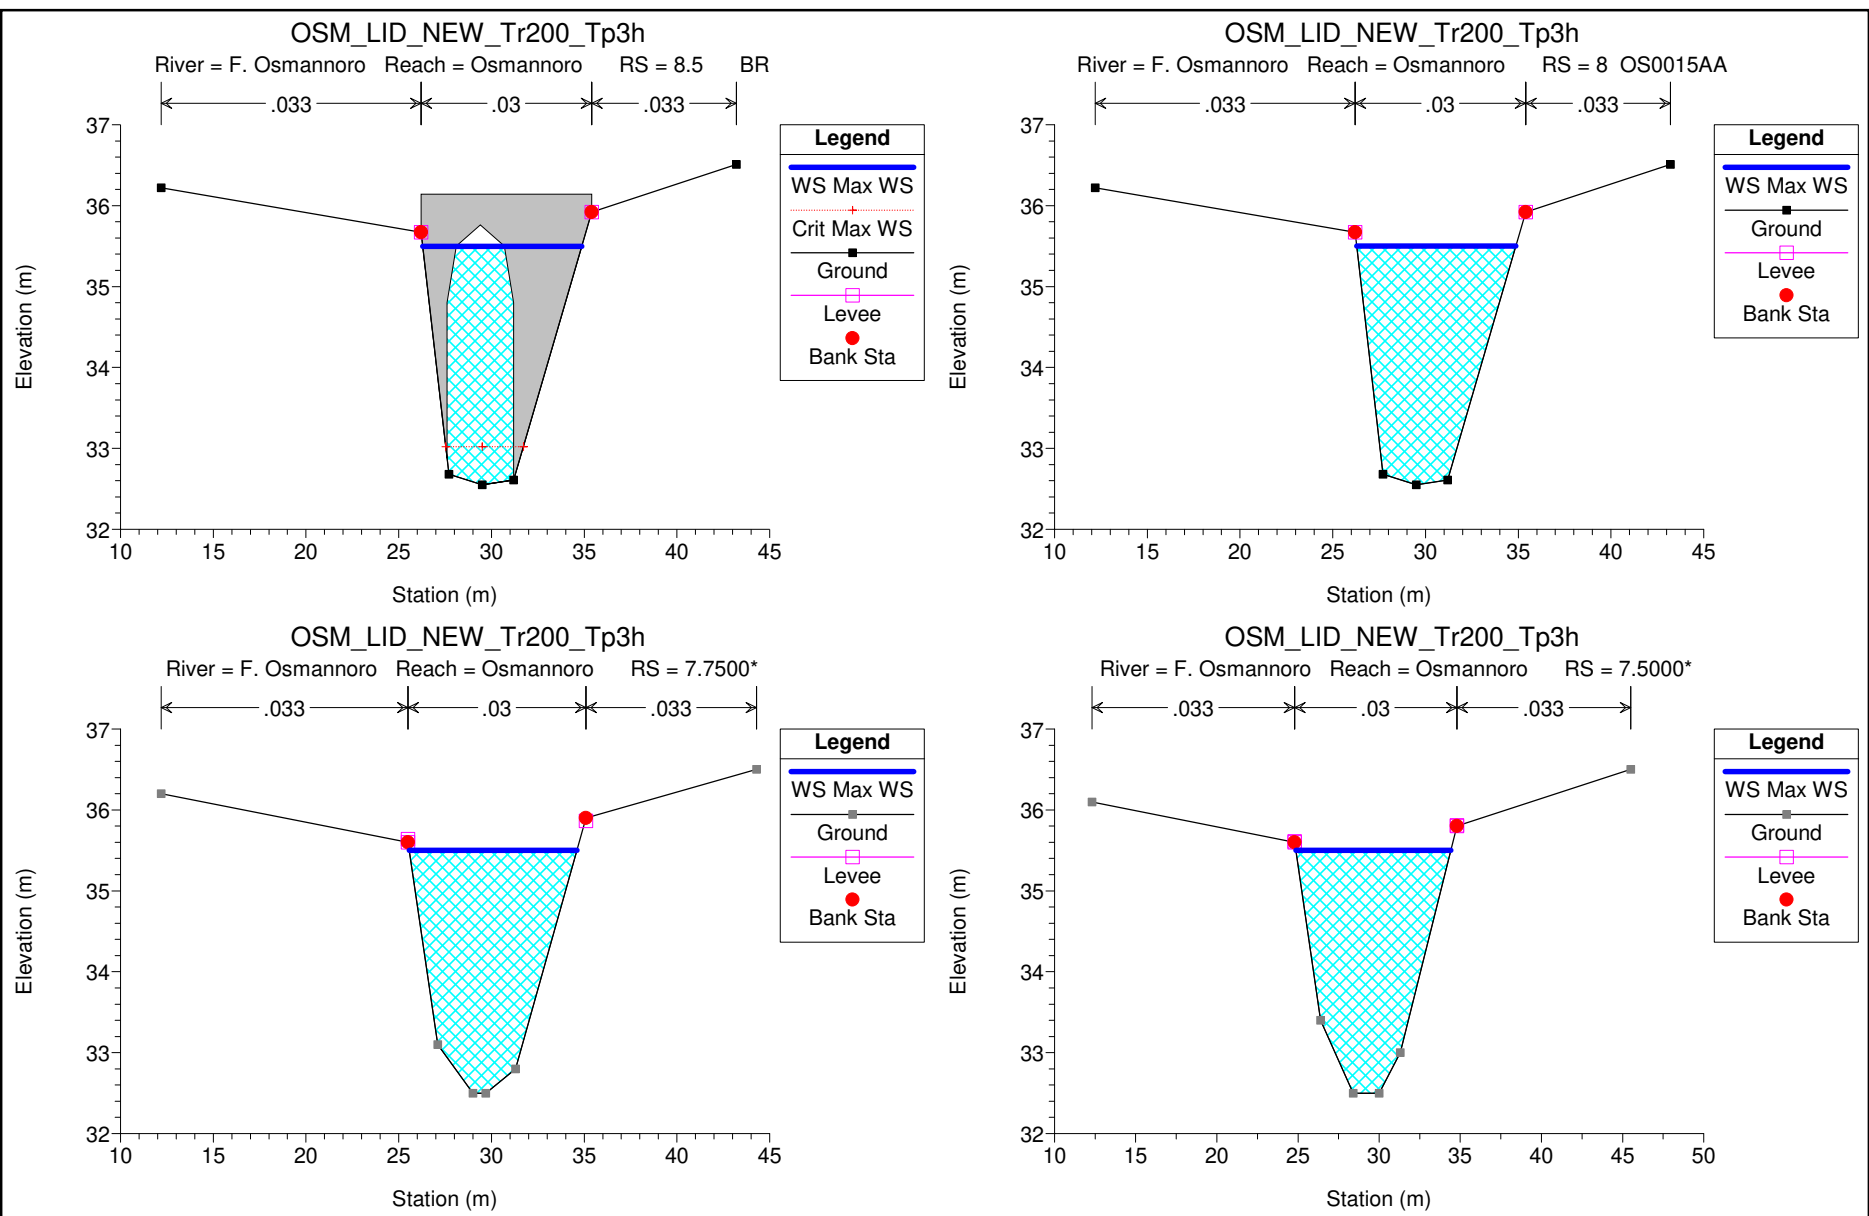 OSM_LID_NEW_Tr200_Tp3h
River = F. Osmannoro Reach = Osmannoro RS = 8.5 BR
.033 .03 .033
37
36
35
34
33
32
Elevation (m)
10 15 20 25 30 35 40 45
Station (m)
Legend
WS Max WS
Crit Max WS
Ground
Levee
Bank Sta
OSM_LID_NEW_Tr200_Tp3h
River = F. Osmannoro Reach = Osmannoro RS = 8 OS0015AA
.033 .03 .033
37
36
35
34
33
32
Elevation (m)
10 15 20 25 30 35 40 45
Station (m)
Legend
WS Max WS
Ground
Levee
Bank Sta
OSM_LID_NEW_Tr200_Tp3h
River = F. Osmannoro Reach = Osmannoro RS = 7.7500*
.033 .03 .033
37
36
35
34
33
32
Elevation (m)
10 15 20 25 30 35 40 45
Station (m)
Legend
WS Max WS
Ground
Levee
Bank Sta
OSM_LID_NEW_Tr200_Tp3h
River = F. Osmannoro Reach = Osmannoro RS = 7.5000*
.033 .03 .033
37
36
35
34
33
32
Elevation (m)
10 15 20 25 30 35 40 45 50
Station (m)
Legend
WS Max WS
Ground
Levee
Bank Sta